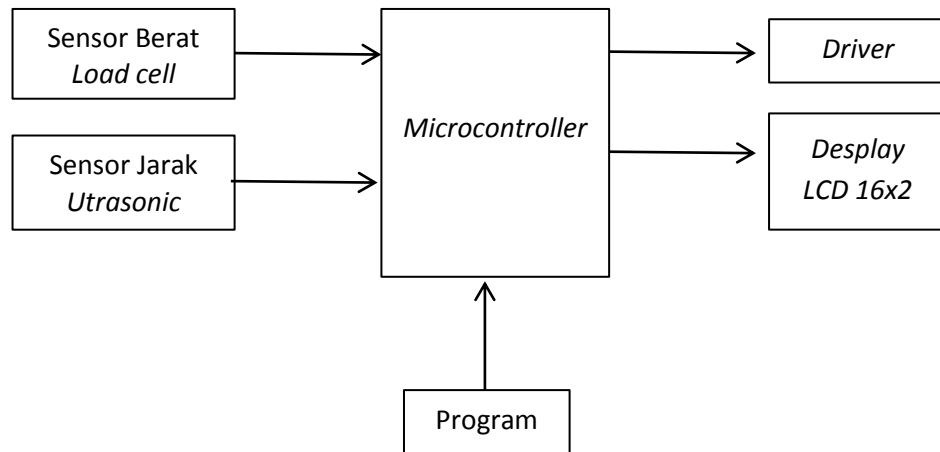 Sensor Berat
Load cell
Sensor Jarak
Utrasonic
Microcontroller
Driver
Desplay
LCD 16x2
Program